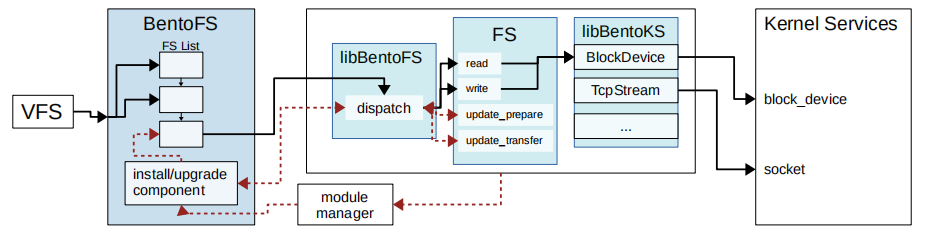 BentoFS
FS List
VFS
install/upgrade
component
module
manager
libBentoFS
dispatch
FS
read
write
update_prepare
update_transfer
libBentoKS
BlockDevice
TcpStream
...
Kernel Services
block_device
socket